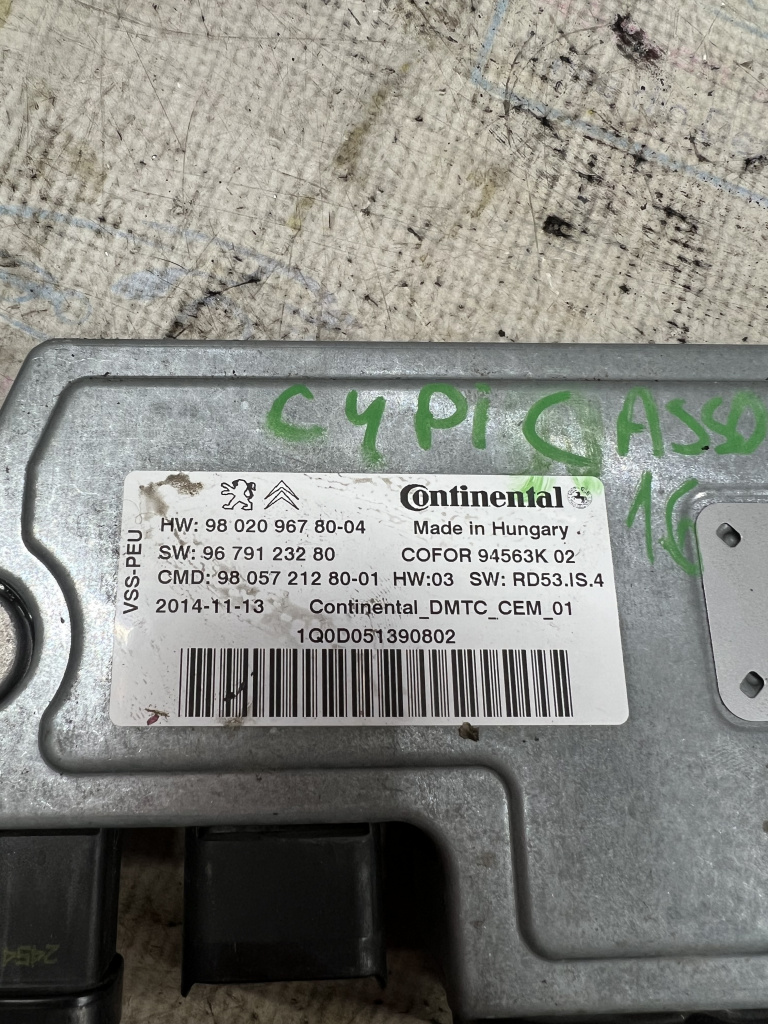 C4 PiCASSO
16
Continental
HW: 98 020 967 80-04 Made in Hungary
SW: 96 791 232 80 COFOR 94563K 02
CMD: 98 057 212 80-01 HW:03 SW: RD53.IS.4
2014-11-13 Continental_DMTC_CEM_01
1Q0D051390802
VSS-PEU
2454